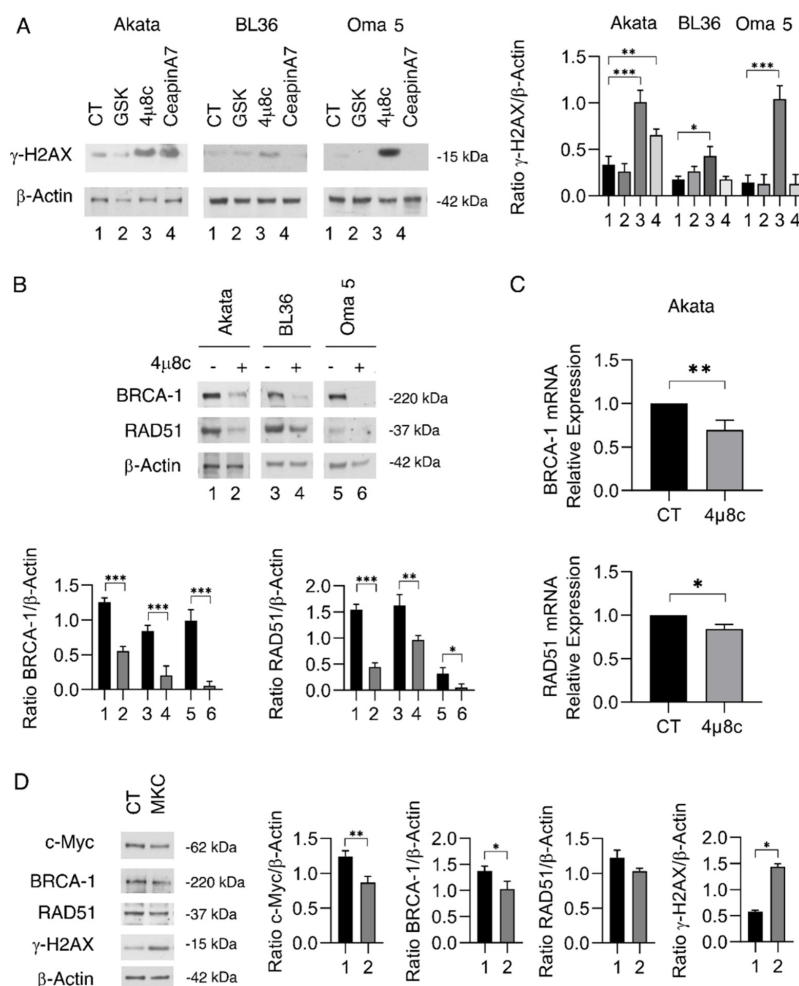 A
Akata BL36 Oma 5
CT GSK 4μ8c CeapinA7 CT GSK 4μ8c CeapinA7 CT GSK 4μ8c CeapinA7
γ-H2AX -15 kDa
β-Actin -42 kDa
1 2 3 4 1 2 3 4 1 2 3 4
Akata BL36 Oma 5
Ratio γ-H2AX/β-Actin
1.5
1.0
0.5
0.0
**
***
*
***
1 2 3 4 1 2 3 4 1 2 3 4
B
Akata BL36 Oma 5
4μ8c - + - + - +
BRCA-1 -220 kDa
RAD51 -37 kDa
β-Actin -42 kDa
1 2 3 4 5 6
Ratio BRCA-1/β-Actin
1.5
1.0
0.5
0.0
*** *** ***
1 2 3 4 5 6
Ratio RAD51/β-Actin
2.0
1.5
1.0
0.5
0.0
*** ** *
1 2 3 4 5 6
C
Akata
BRCA-1 mRNA
Relative Expression
1.5
1.0
0.5
0.0
**
CT 4μ8c
RAD51 mRNA
Relative Expression
1.5
1.0
0.5
0.0
*
CT 4μ8c
D
CT MKC
c-Myc -62 kDa
BRCA-1 -220 kDa
RAD51 -37 kDa
γ-H2AX -15 kDa
β-Actin -42 kDa
Ratio c-Myc/β-Actin
1.5
1.0
0.5
0.0
**
1 2
Ratio BRCA-1/β-Actin
2.0
1.5
1.0
0.5
0.0
*
1 2
Ratio RAD51/β-Actin
1.5
1.0
0.5
0.0
1 2
Ratio γ-H2AX/β-Actin
2.0
1.5
1.0
0.5
0.0
*
1 2